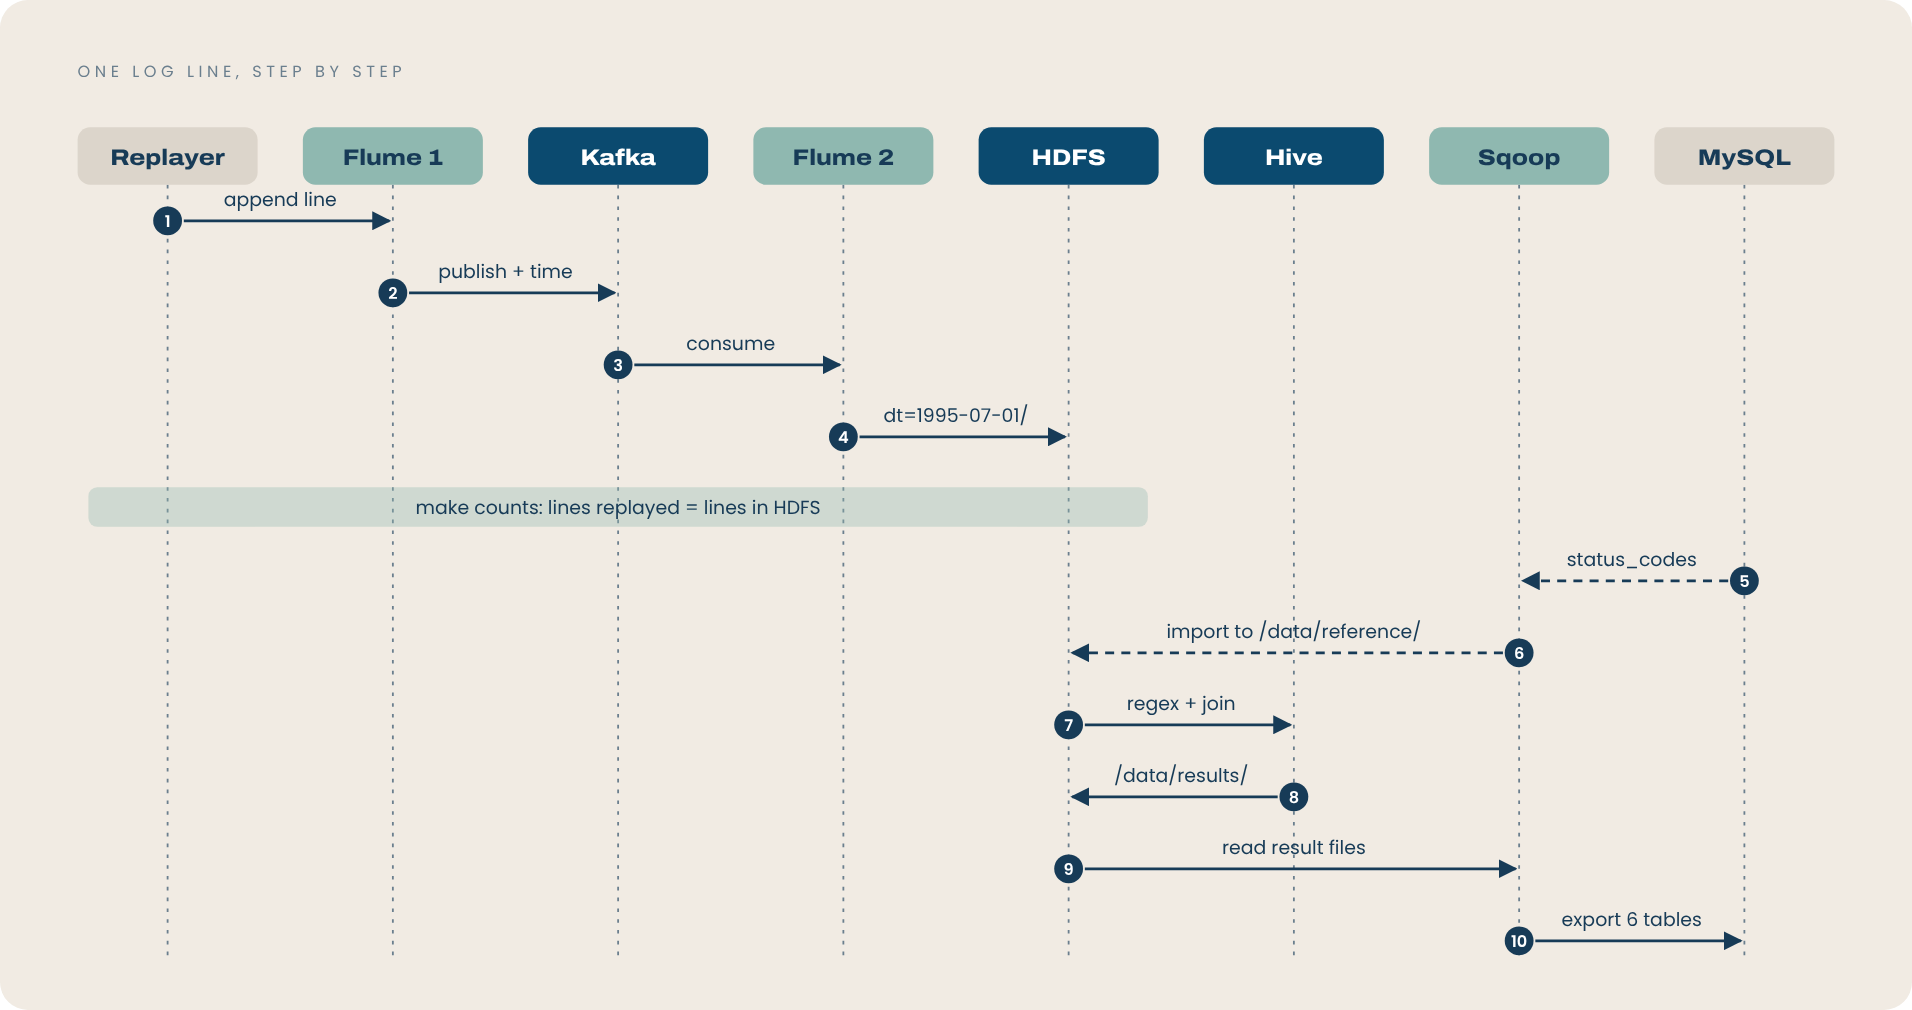 ONE LOG LINE, STEP BY STEP
Replayer
Flume 1
Kafka
Flume 2
HDFS
Hive
Sqoop
MySQL
append line
1
publish + time
2
consume
3
dt=1995-07-01/
4
make counts: lines replayed = lines in HDFS
status_codes
5
import to /data/reference/
6
regex + join
7
/data/results/
8
read result files
9
export 6 tables
10